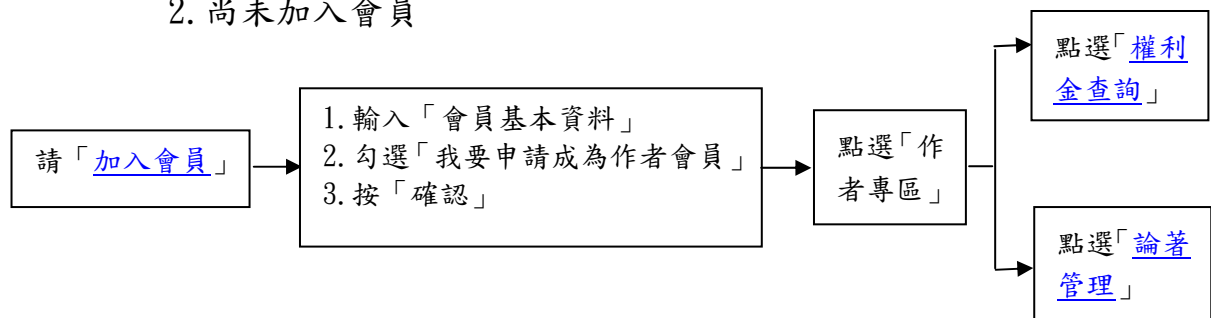 2.尚未加入會員
請「加入會員」
1.輸入「會員基本資料」
2.勾選「我要申請成為作者會員」
3.按「確認」
點選「作
者專區」
點選「權利
金查詢」
點選「論著
管理」